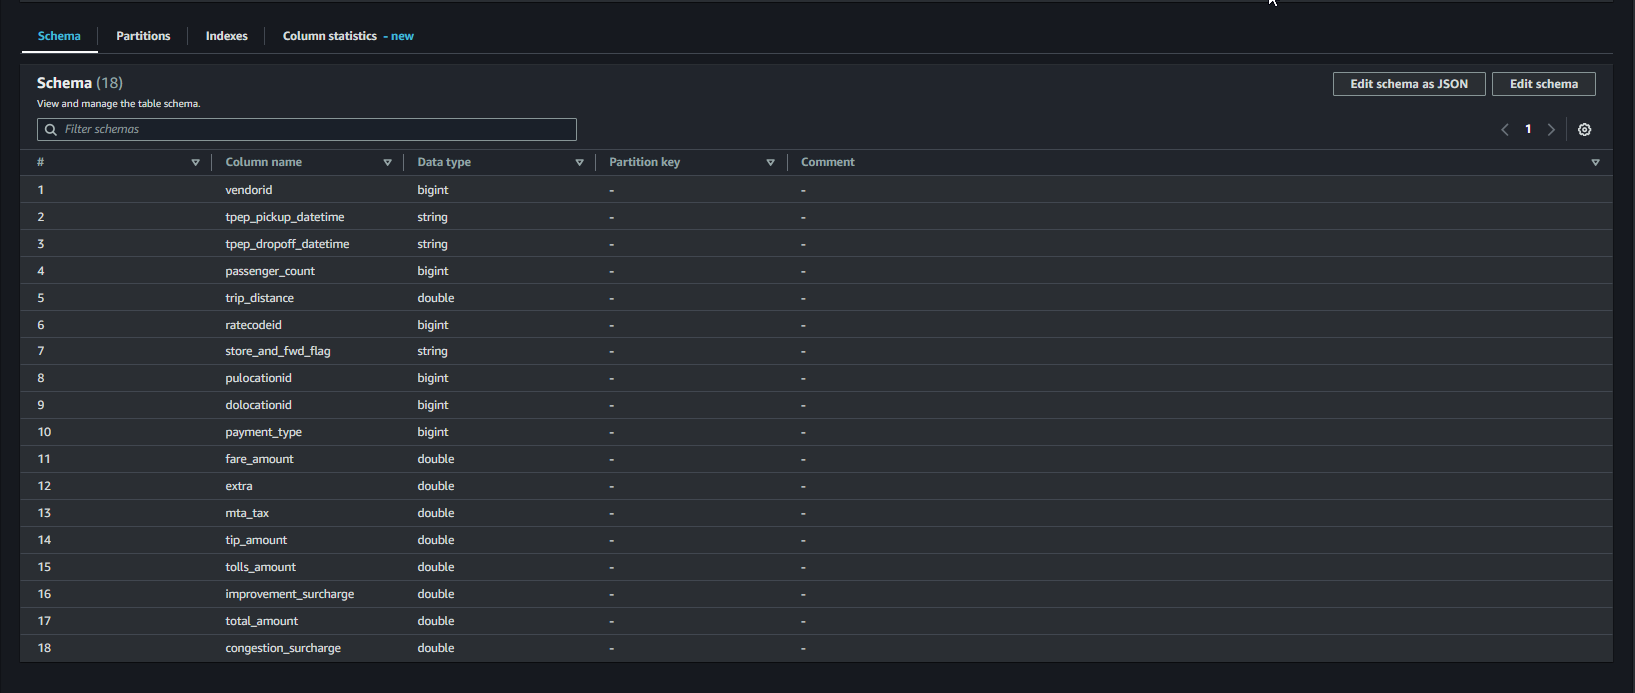 Schema Partitions Indexes Column statistics - new
Schema (18) Edit schema as JSON Edit schema
View and manage the table schema.
Filter schemas 1
# Column name Data type Partition key Comment
1 vendorid bigint - -
2 tpep_pickup_datetime string - -
3 tpep_dropoff_datetime string - -
4 passenger_count bigint - -
5 trip_distance double - -
6 ratecodeid bigint - -
7 store_and_fwd_flag string - -
8 pulocationid bigint - -
9 dolocationid bigint - -
10 payment_type bigint - -
11 fare_amount double - -
12 extra double - -
13 mta_tax double - -
14 tip_amount double - -
15 tolls_amount double - -
16 improvement_surcharge double - -
17 total_amount double - -
18 congestion_surcharge double - -